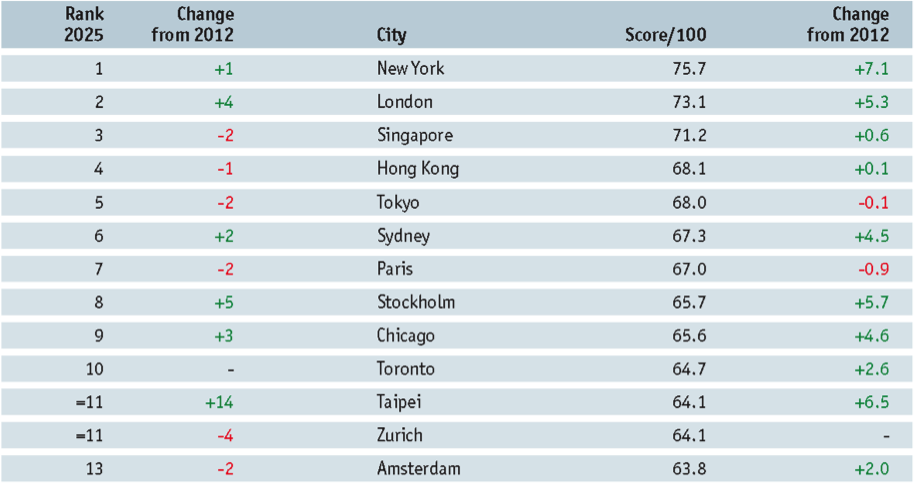 Rank 2025 Change from 2012 City Score/100 Change from 2012
1 +1 New York 75.7 +7.1
2 +4 London 73.1 +5.3
3 -2 Singapore 71.2 +0.6
4 -1 Hong Kong 68.1 +0.1
5 -2 Tokyo 68.0 -0.1
6 +2 Sydney 67.3 +4.5
7 -2 Paris 67.0 -0.9
8 +5 Stockholm 65.7 +5.7
9 +3 Chicago 65.6 +4.6
10 - Toronto 64.7 +2.6
=11 +14 Taipei 64.1 +6.5
=11 -4 Zurich 64.1 -
13 -2 Amsterdam 63.8 +2.0